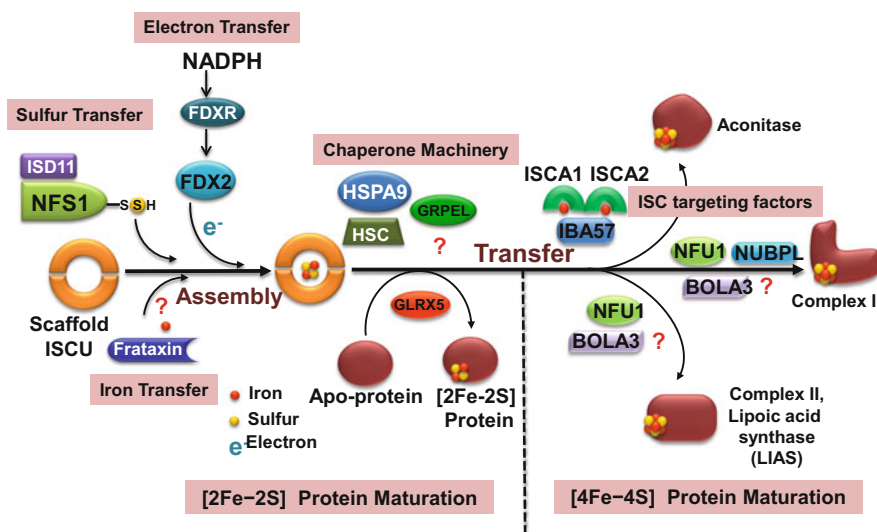 Electron Transfer
NADPH
FDXR
FDX2
e-
Sulfur Transfer
ISD11
NFS1
S S H
Scaffold
ISCU
?
Frataxin
Iron Transfer
Assembly
Iron
Sulfur
e- Electron
Chaperone Machinery
HSPA9
GRPEL
HSC
?
Transfer
GLRX5
Apo-protein
[2Fe-2S]
Protein
ISCA1 ISCA2
IBA57
Aconitase
ISC targeting factors
NFU1 NUBPL
BOLA3 ?
Complex I
NFU1
BOLA3 ?
Complex II,
Lipoic acid
synthase
(LIAS)
[2Fe−2S] Protein Maturation
[4Fe−4S] Protein Maturation